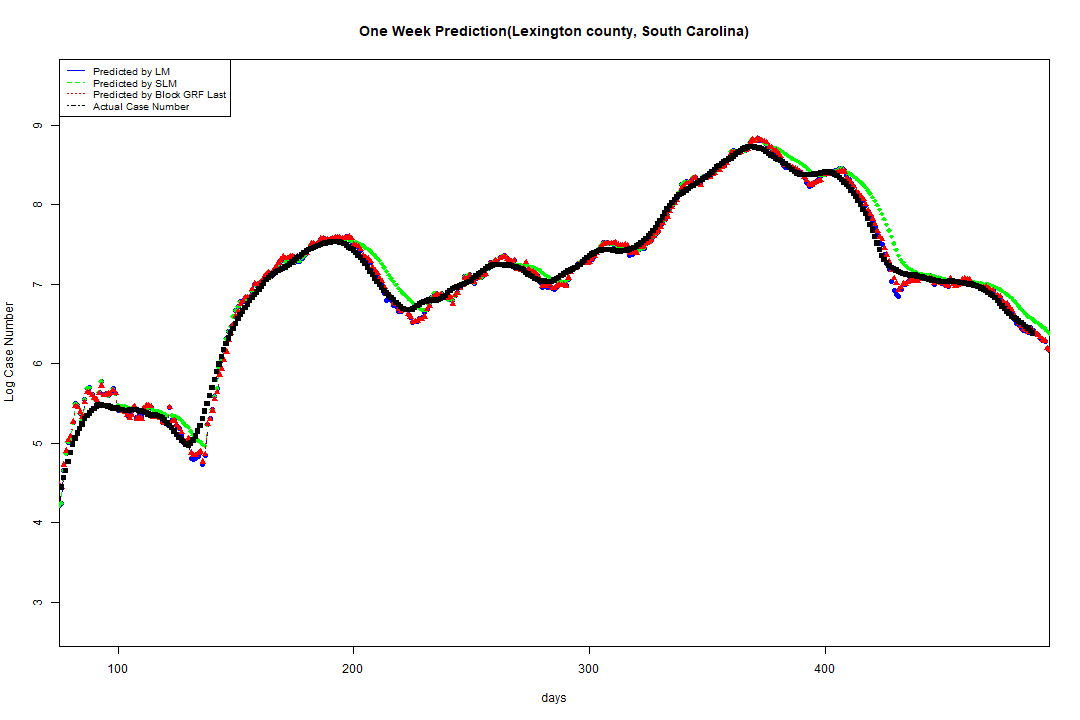 One Week Prediction(Lexington county, South Carolina)
Predicted by LM
Predicted by SLM
Predicted by Block GRF Last
Actual Case Number
9
8
7
6
5
4
3
Log Case Number
100 200 300 400
days